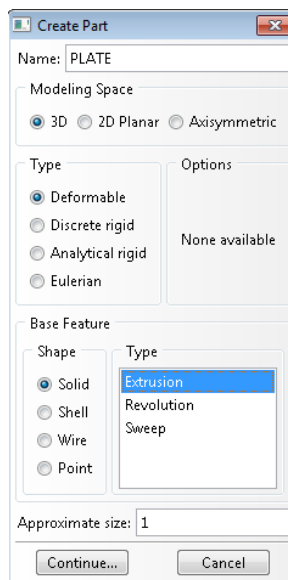 Create Part
Name: PLATE
Modeling Space
3D 2D Planar Axisymmetric
Type
Deformable
Discrete rigid
Analytical rigid
Eulerian
Options
None available
Base Feature
Shape
Solid
Shell
Wire
Point
Type
Extrusion
Revolution
Sweep
Approximate size: 1
Continue... Cancel